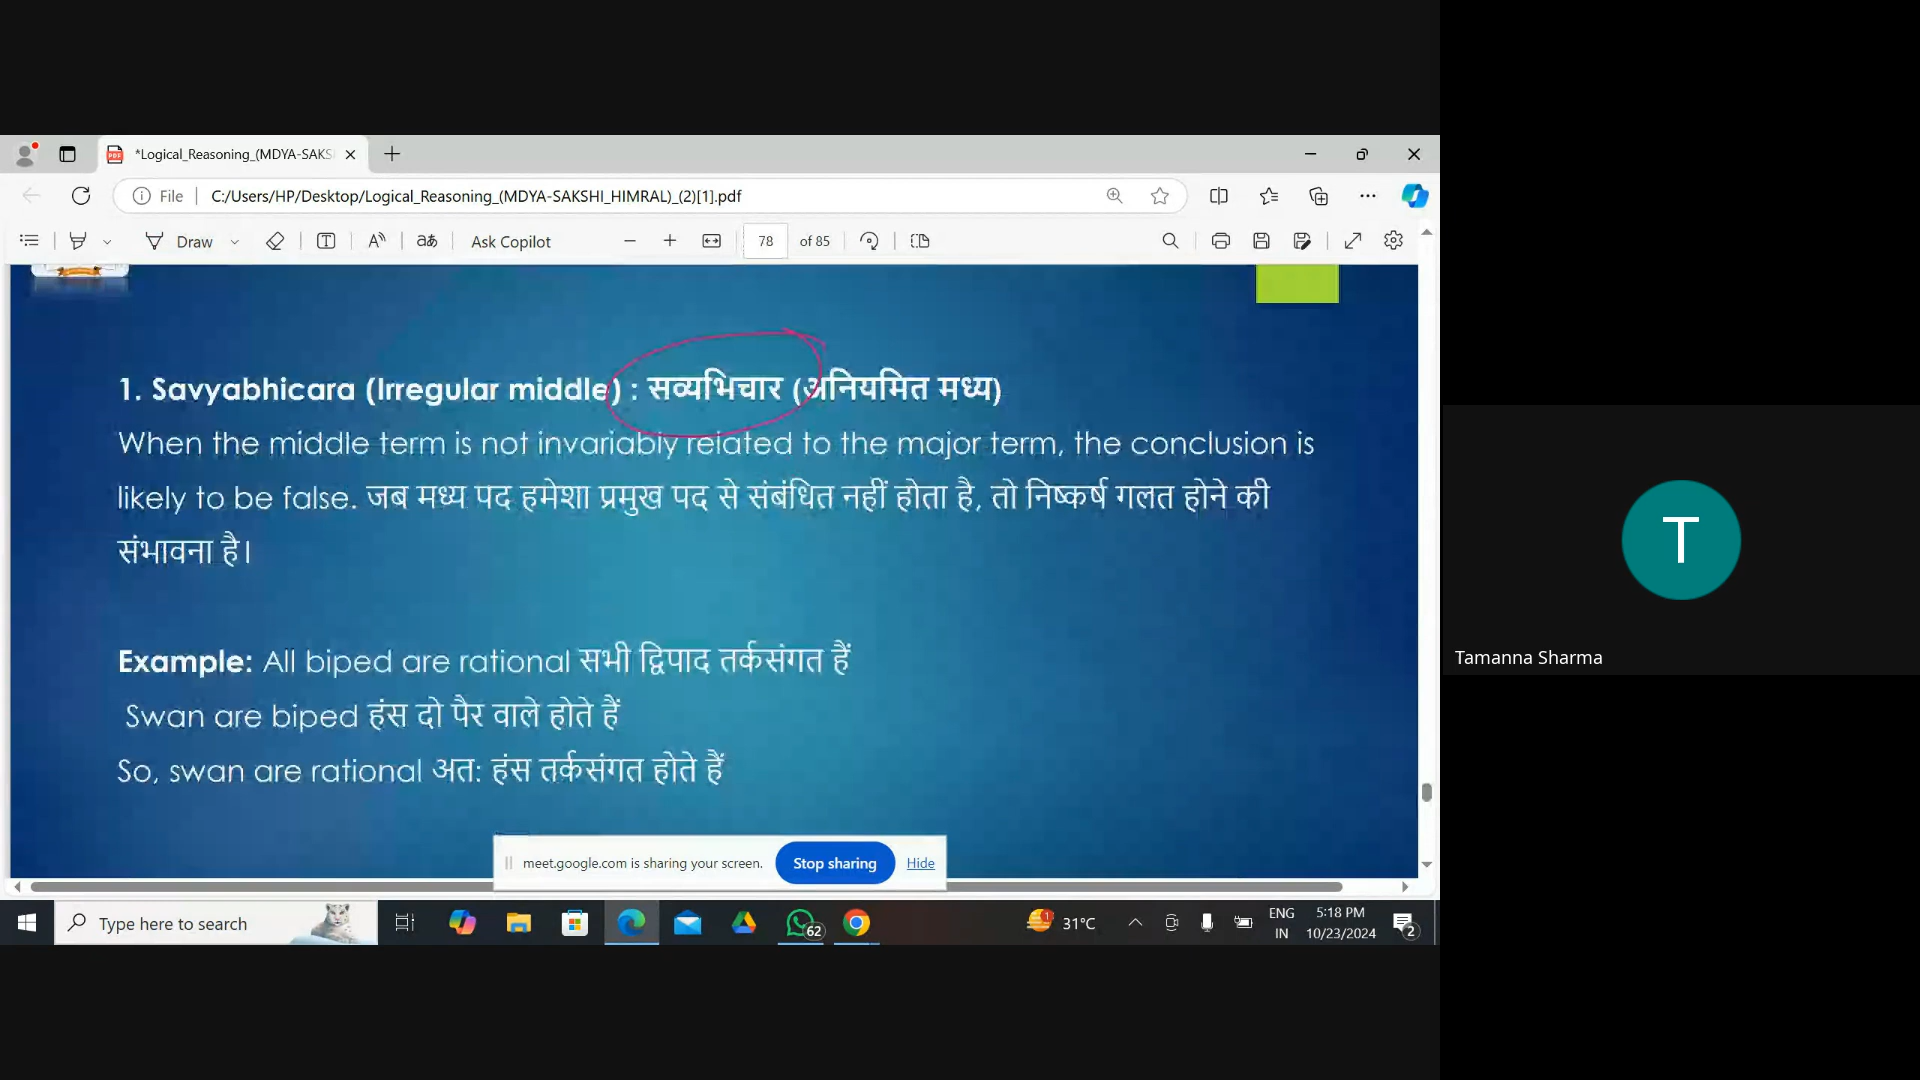 *Logical_Reasoning_(MDYA-SAKS
File C:/Users/HP/Desktop/Logical_Reasoning_(MDYA-SAKSHI_HIMRAL)_(2)[1].pdf
Draw Ask Copilot 78 of 85
1. Savyabhicara (Irregular middle) : सव्यभिचार (अनियमित मध्य)
When the middle term is not invariably related to the major term, the conclusion is
likely to be false. जब मध्य पद हमेशा प्रमुख पद से संबंधित नहीं होता है, तो निष्कर्ष गलत होने की
संभावना है।
Example: All biped are rational सभी द्विपाद तर्कसंगत हैं
Swan are biped हंस दो पैर वाले होते हैं
So, swan are rational अत: हंस तर्कसंगत होते हैं
meet.google.com is sharing your screen. Stop sharing Hide
Type here to search 62 1 31°C ENG 5:18 PM
IN 10/23/2024 2
T
Tamanna Sharma